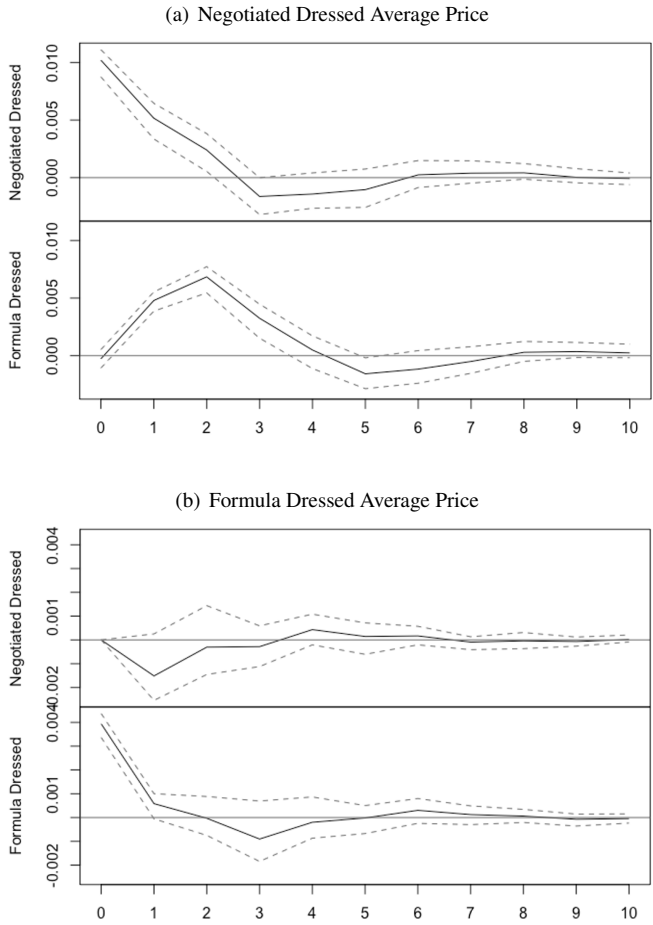 (a) Negotiated Dressed Average Price
Negotiated Dressed
0.010
0.005
0.000
Formula Dressed
0.010
0.005
0.000
0 1 2 3 4 5 6 7 8 9 10
(b) Formula Dressed Average Price
Negotiated Dressed
0.004
0.001
-0.002
Formula Dressed
0.004
0.001
-0.002
0 1 2 3 4 5 6 7 8 9 10